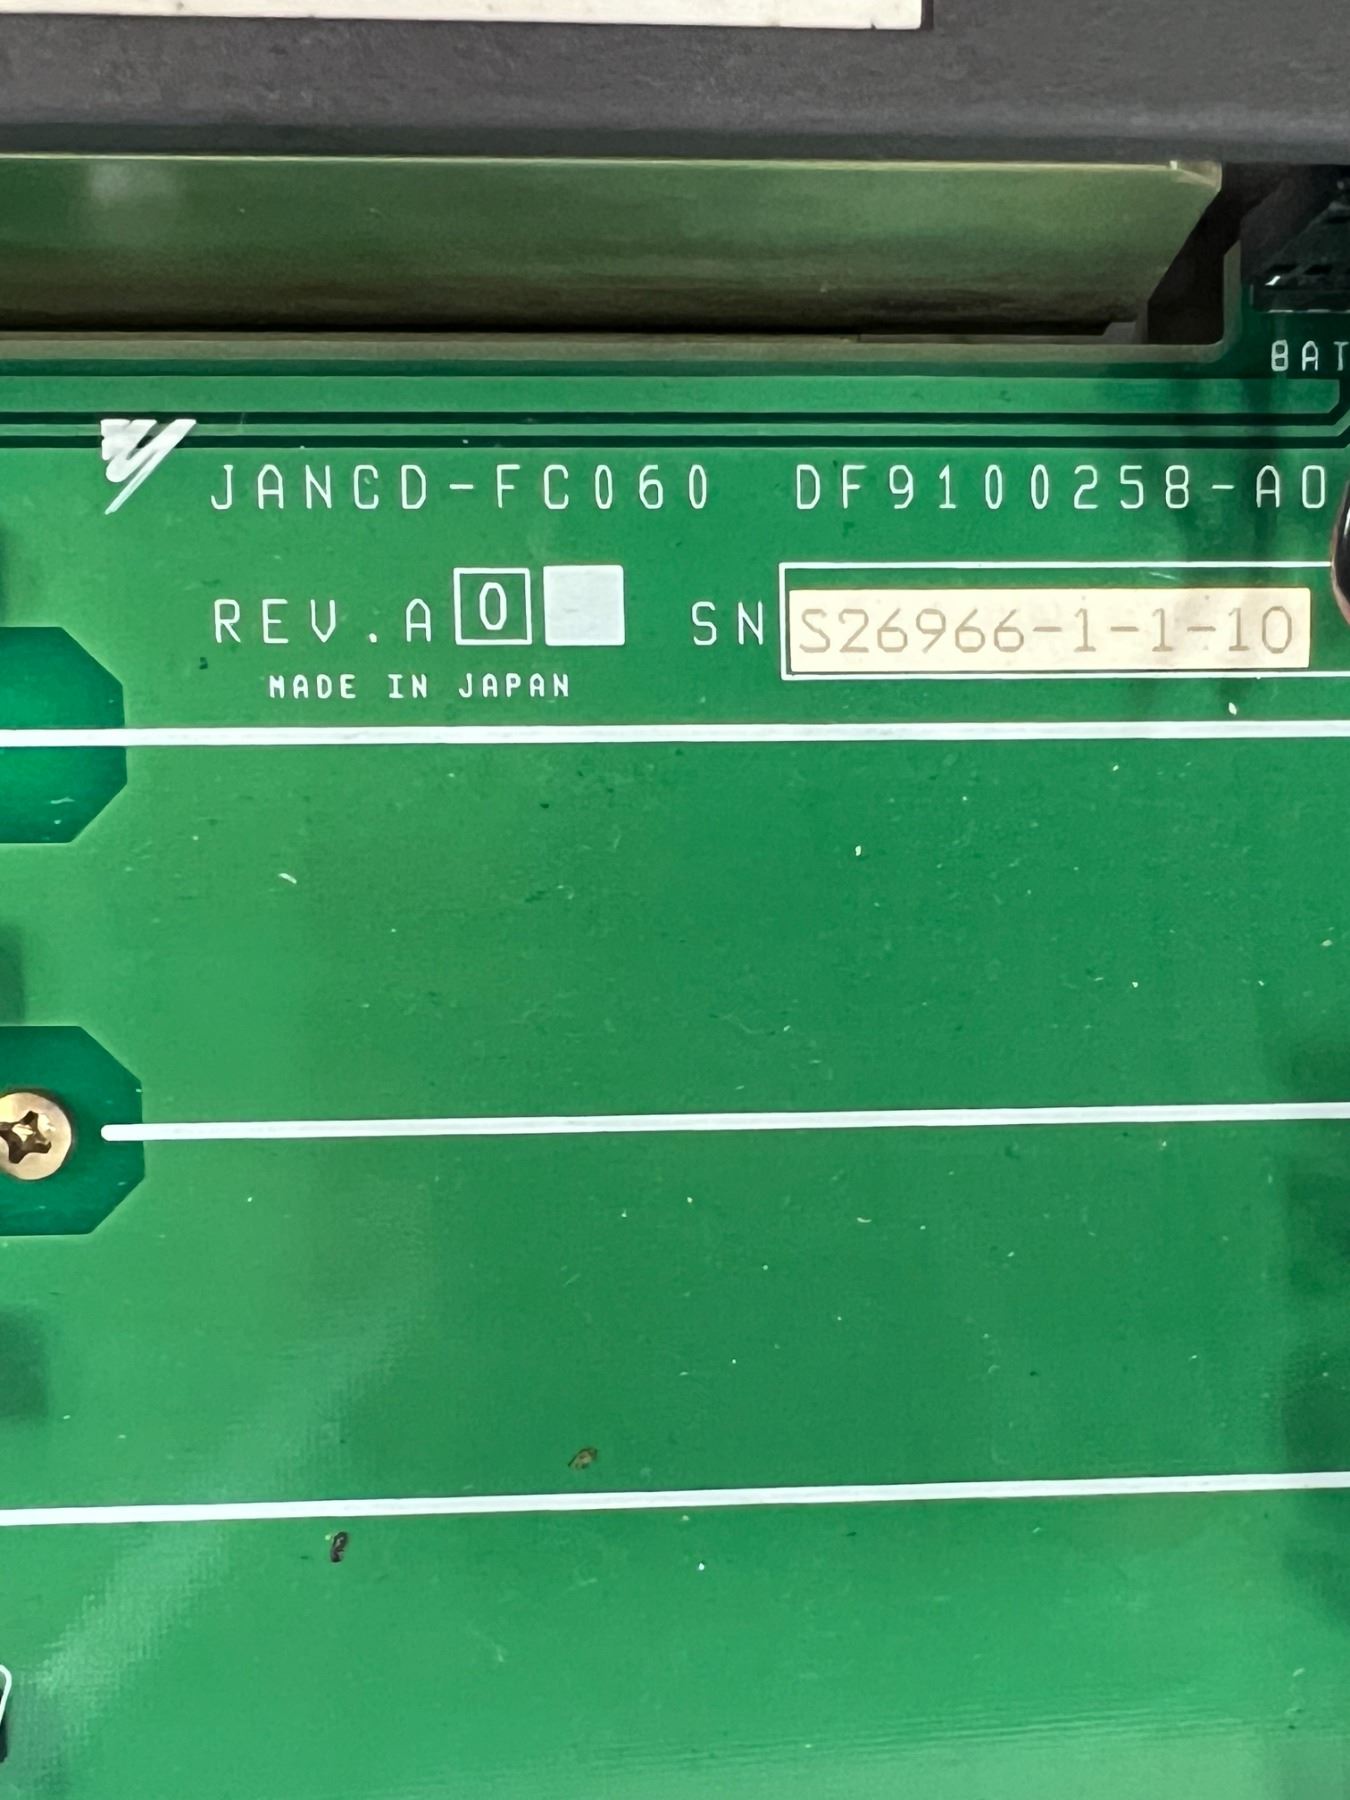 BAT
JANCD-FC060 DF9100258-A0
REV.A 0 SN S26966-1-1-10
MADE IN JAPAN